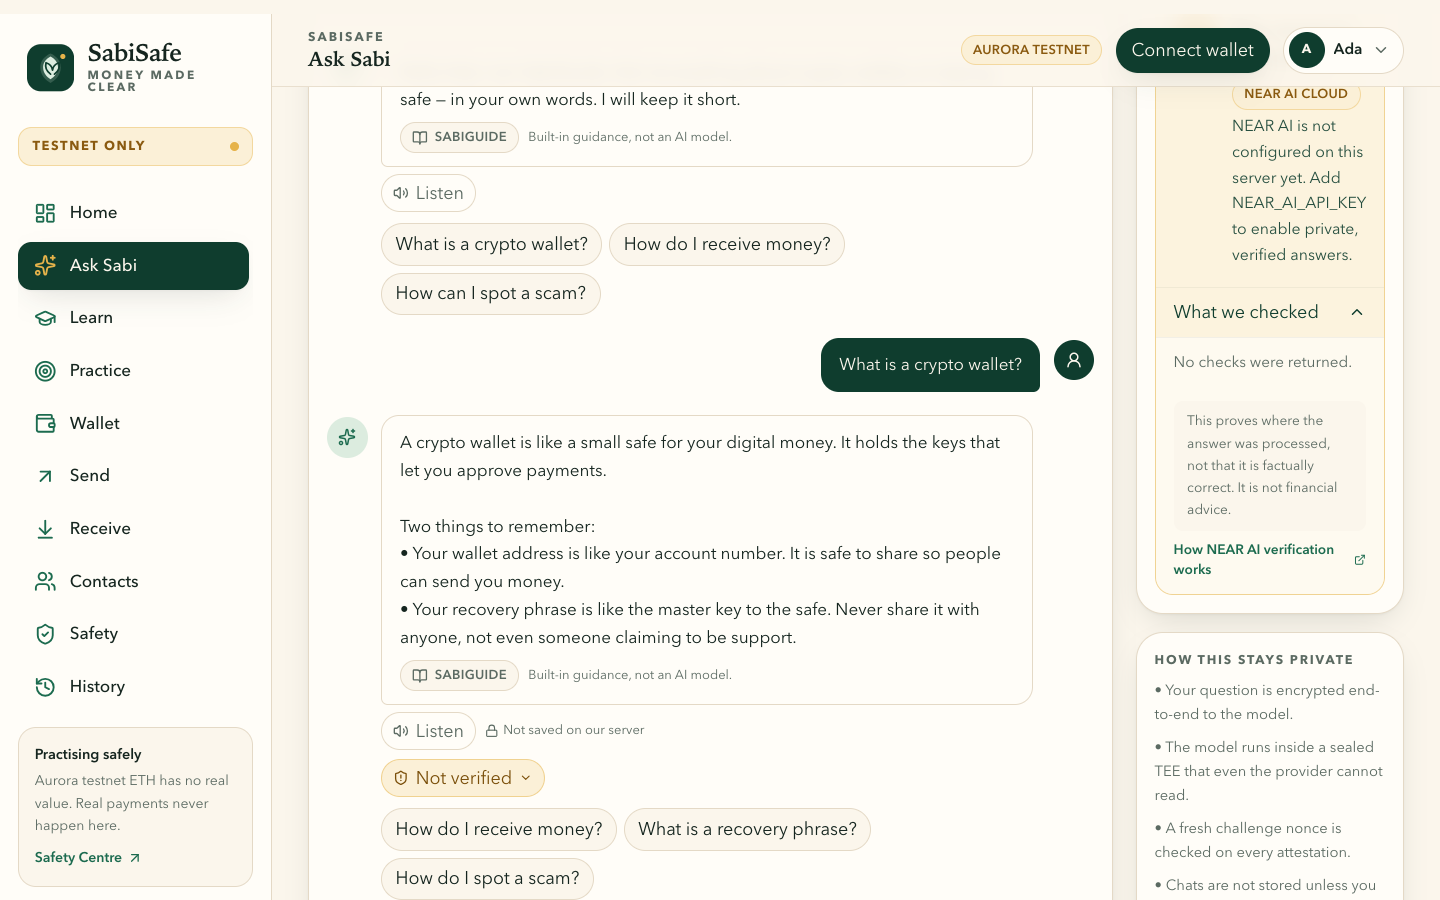 SabiSafe
MONEY MADE
CLEAR
TESTNET ONLY
Home
Ask Sabi
Learn
Practice
Wallet
Send
Receive
Contacts
Safety
History
Practising safely
Aurora testnet ETH has no real
value. Real payments never
happen here.
Safety Centre
SABISAFE
Ask Sabi
AURORA TESTNET
Connect wallet
A
Ada
safe – in your own words. I will keep it short.
SABIGUIDE
Built-in guidance, not an AI model.
Listen
What is a crypto wallet?
How do I receive money?
How can I spot a scam?
What is a crypto wallet?
A crypto wallet is like a small safe for your digital money. It holds the keys that
let you approve payments.
Two things to remember:
• Your wallet address is like your account number. It is safe to share so people
can send you money.
• Your recovery phrase is like the master key to the safe. Never share it with
anyone, not even someone claiming to be support.
SABIGUIDE
Built-in guidance, not an AI model.
Listen
Not saved on our server
Not verified
How do I receive money?
What is a recovery phrase?
How do I spot a scam?
NEAR AI CLOUD
NEAR AI is not
configured on this
server yet. Add
NEAR_AI_API_KEY
to enable private,
verified answers.
What we checked
No checks were returned.
This proves where the
answer was processed,
not that it is factually
correct. It is not financial
advice.
How NEAR AI verification
works
HOW THIS STAYS PRIVATE
• Your question is encrypted end-
to-end to the model.
• The model runs inside a sealed
TEE that even the provider cannot
read.
• A fresh challenge nonce is
checked on every attestation.
• Chats are not stored unless you